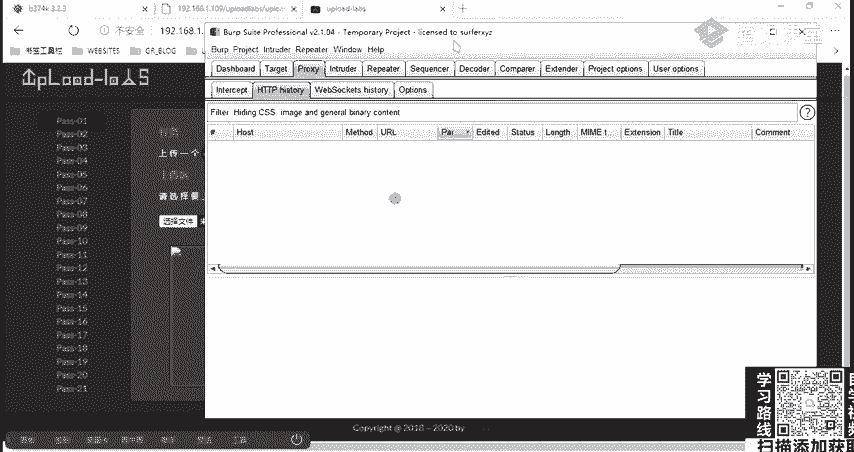 b374k 3.2.3
192.168.1.109/uploadlabs/uplo
upload-labs
不安全
192.168.1.
书签工具栏
WEBSITES
GR_BLOG
Burp Suite Professional v2.1.04 - Temporary Project - licensed to surferxyz
Burp Project Intruder Repeater Window Help
Dashboard Target Proxy Intruder Repeater Sequencer Decoder Comparer Extender Project options User options
Intercept HTTP history WebSockets history Options
Filter Hiding CSS image and general binary content
?
# Host Method URL Par Edited Status Length MIME t... Extension Title Comment
UpLoad-labs
Pass-01
Pass-02
Pass-03
Pass-04
Pass-05
Pass-06
Pass-07
Pass-08
Pass-09
Pass-10
Pass-11
Pass-12
Pass-13
Pass-14
Pass-15
Pass-16
Pass-17
Pass-18
Pass-19
Pass-20
Pass-21
任务
上传一个
上传区
请选择要
选择文件
Copyright @ 2018 - 2020 by
学习路线
自学视频
扫描添加获取